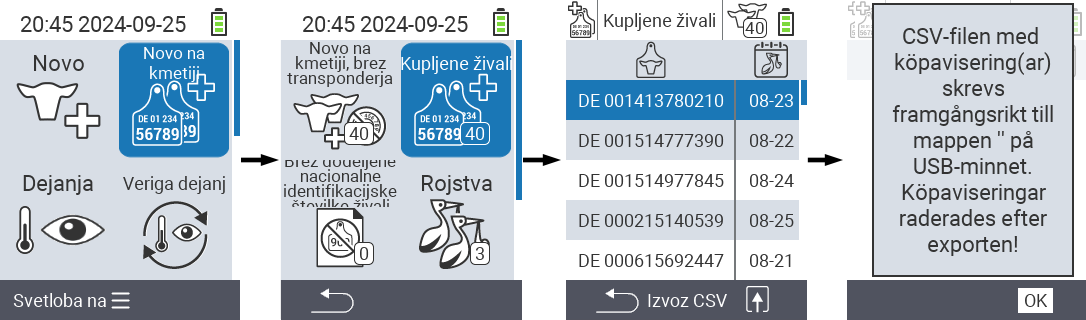 20:45 2024-09-25
Novo
Novo na
kmetiji
DE 01 234
56789
234
39
Dejanja
Veriga dejanj
Svetloba na
20:45 2024-09-25
Novo na
kmetiji, brez
transponderja
40
Kupljene živali
DE 01 234
56789
234
40
Brez dodeljene
nacionalne
identifikacijske
številke živali
0
Rojstva
3
Kupljene živali
40
DE 001413780210 08-23
DE 001514777390 08-22
DE 001514977845 08-24
DE 000215140539 08-25
DE 000615692447 08-21
Izvoz CSV
CSV-filen med
köpavisering(ar)
skrevs
framgångsrikt till
mappen '' på
USB-minnet.
Köpaviseringar
raderades efter
exporten!
OK